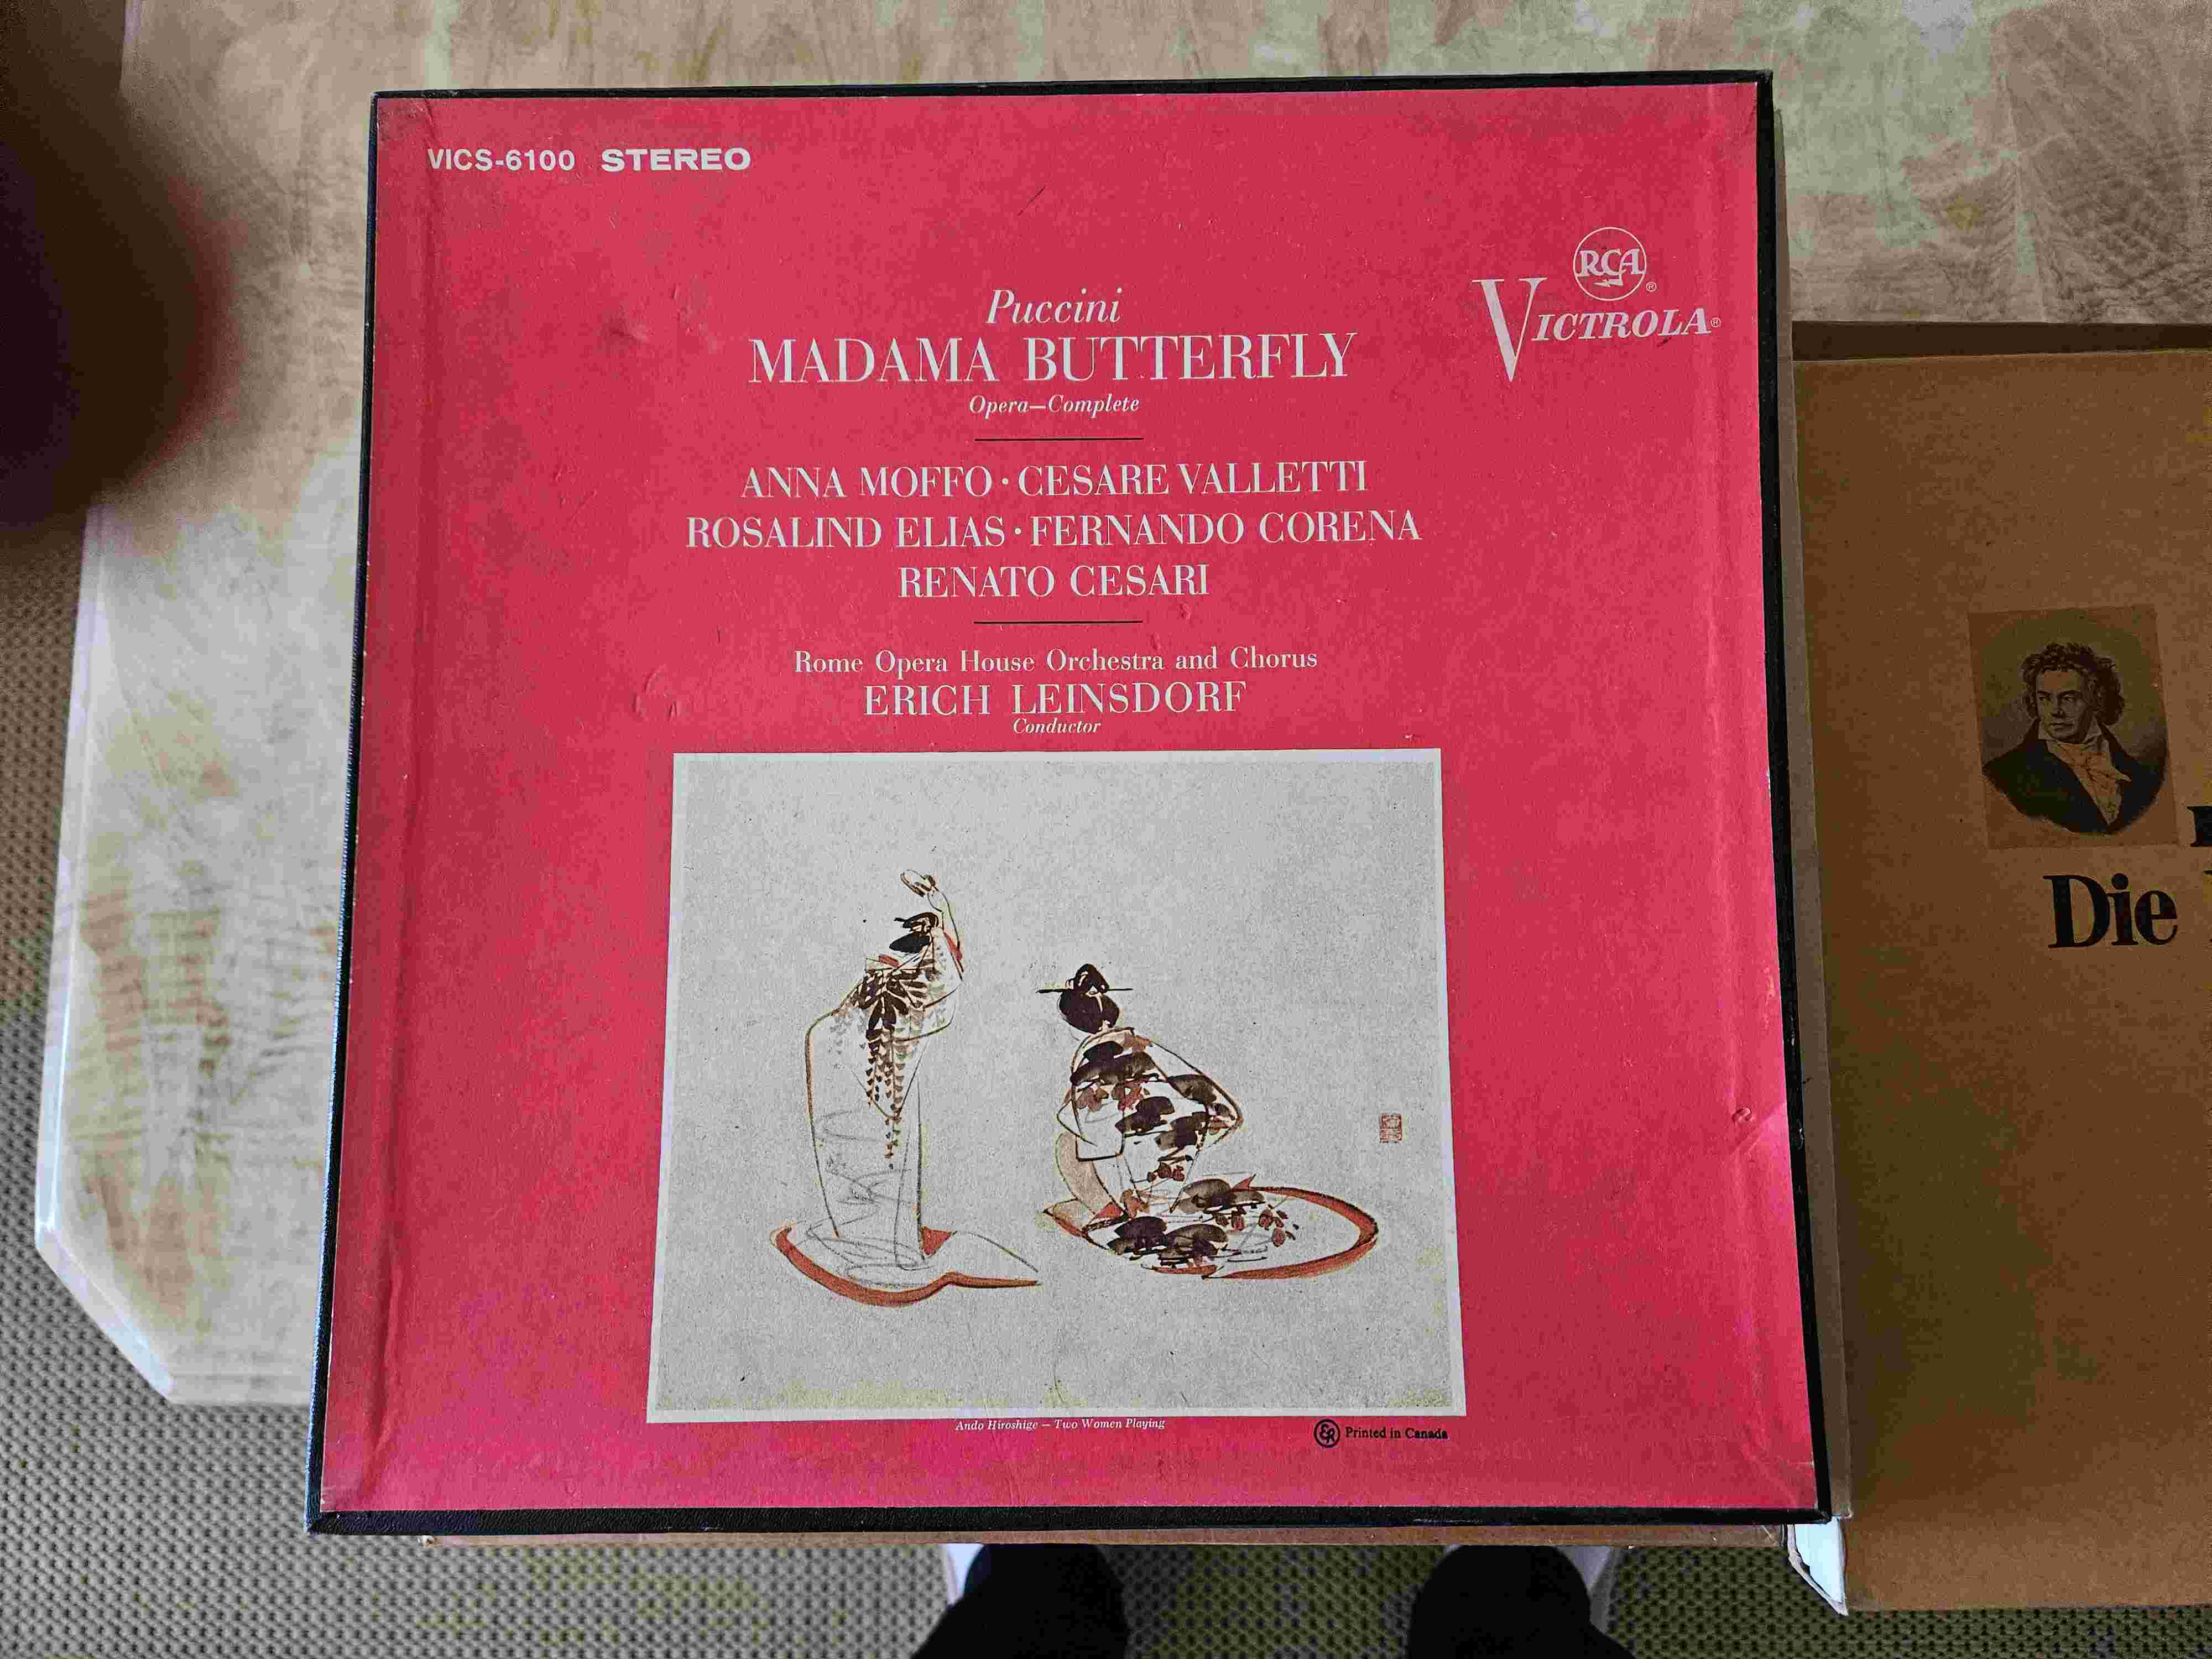 VICS-6100 STEREO
RCA®
VICTROLA®
Puccini
MADAMA BUTTERFLY
Opera—Complete
ANNA MOFFO · CESARE VALLETTI
ROSALIND ELIAS · FERNANDO CORENA
RENATO CESARI
Rome Opera House Orchestra and Chorus
ERICH LEINSDORF
Conductor
Ando Hiroshige — Two Women Playing
Printed in Canada
Die